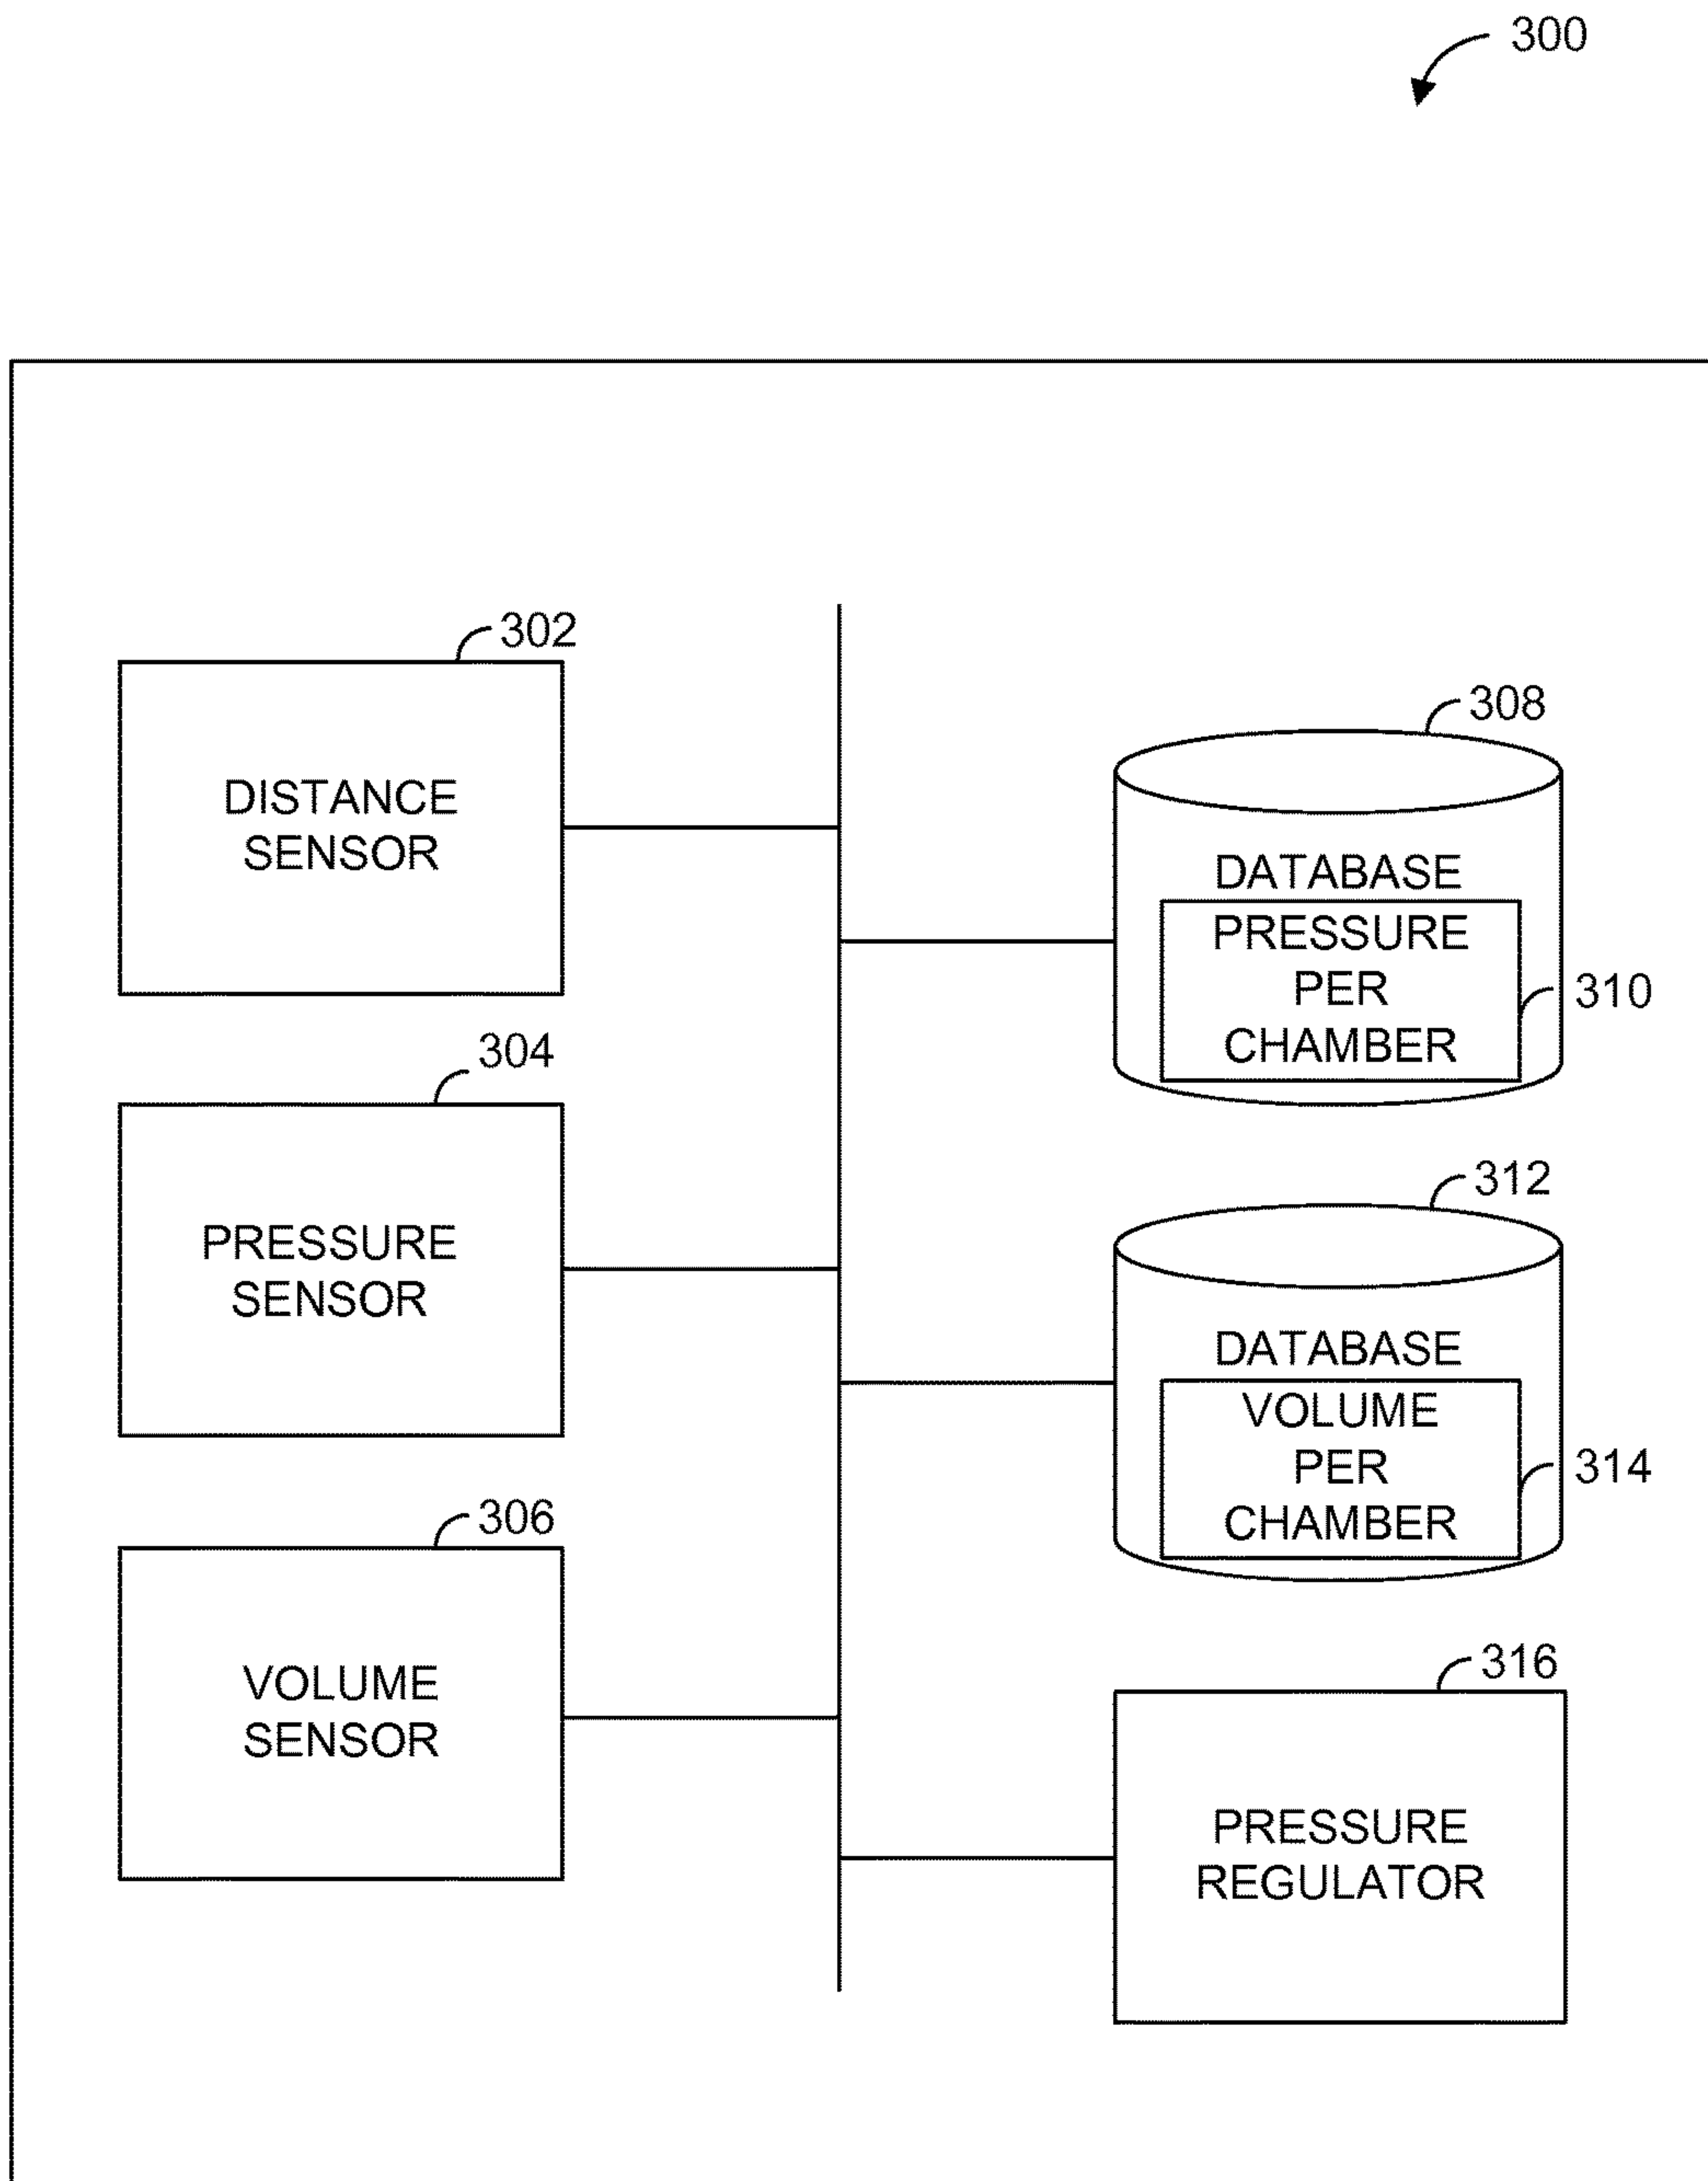 300
302
DISTANCE
SENSOR
304
PRESSURE
SENSOR
306
VOLUME
SENSOR
308
DATABASE
PRESSURE
PER
CHAMBER
310
312
DATABASE
VOLUME
PER
CHAMBER
314
316
PRESSURE
REGULATOR